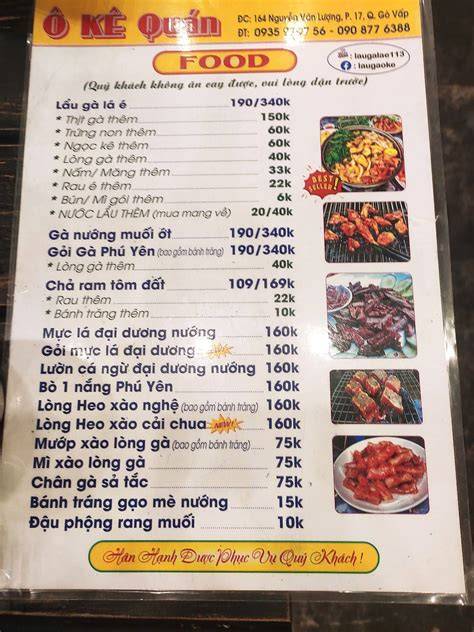 Ô KÊ Quán
ĐC: 164 Nguyễn Văn Lượng, P. 17, Q. Gò Vấp
ĐT: 0935 56 - 090 877 6388
FOOD
: laugalae113
: laugaoke
(Quý khách không ăn cay được, vui lòng dặn trước)
Lẩu gà lá é 190/340k
* Thịt gà thêm 150k
* Trứng non thêm 60k
* Ngọc kê thêm 60k
* Lòng gà thêm 40k
* Nấm/ Măng thêm 33k
* Rau é thêm 22k
* Bún/ Mì gói thêm 6k
* NƯỚC LẨU THÊM (mua mang về) 20/40k
BEST SELLER!
Gà nướng muối ớt 190/340k
Gỏi Gà Phú Yên (bao gồm bánh tráng) 190/340k
* Lòng gà thêm 40k
Chả ram tôm đất 109/169k
* Rau thêm 22k
* Bánh tráng thêm 10k
Mực lá đại dương nướng 160k
Gỏi mực lá đại dương NEW! 160k
Lườn cá ngừ đại dương nướng 160k
Bò 1 nắng Phú Yên 160k
Lòng Heo xào nghệ (bao gồm bánh tráng) 160k
Lòng Heo xào cải chua NEW! 160k
Mướp xào lòng gà (bao gồm bánh tráng) 75k
Mì xào lòng gà 75k
Chân gà sả tắc 75k
Bánh tráng gạo mè nướng 15k
Đậu phộng rang muối 10k
Hân Hạnh Được Phục Vụ Quý Khách !